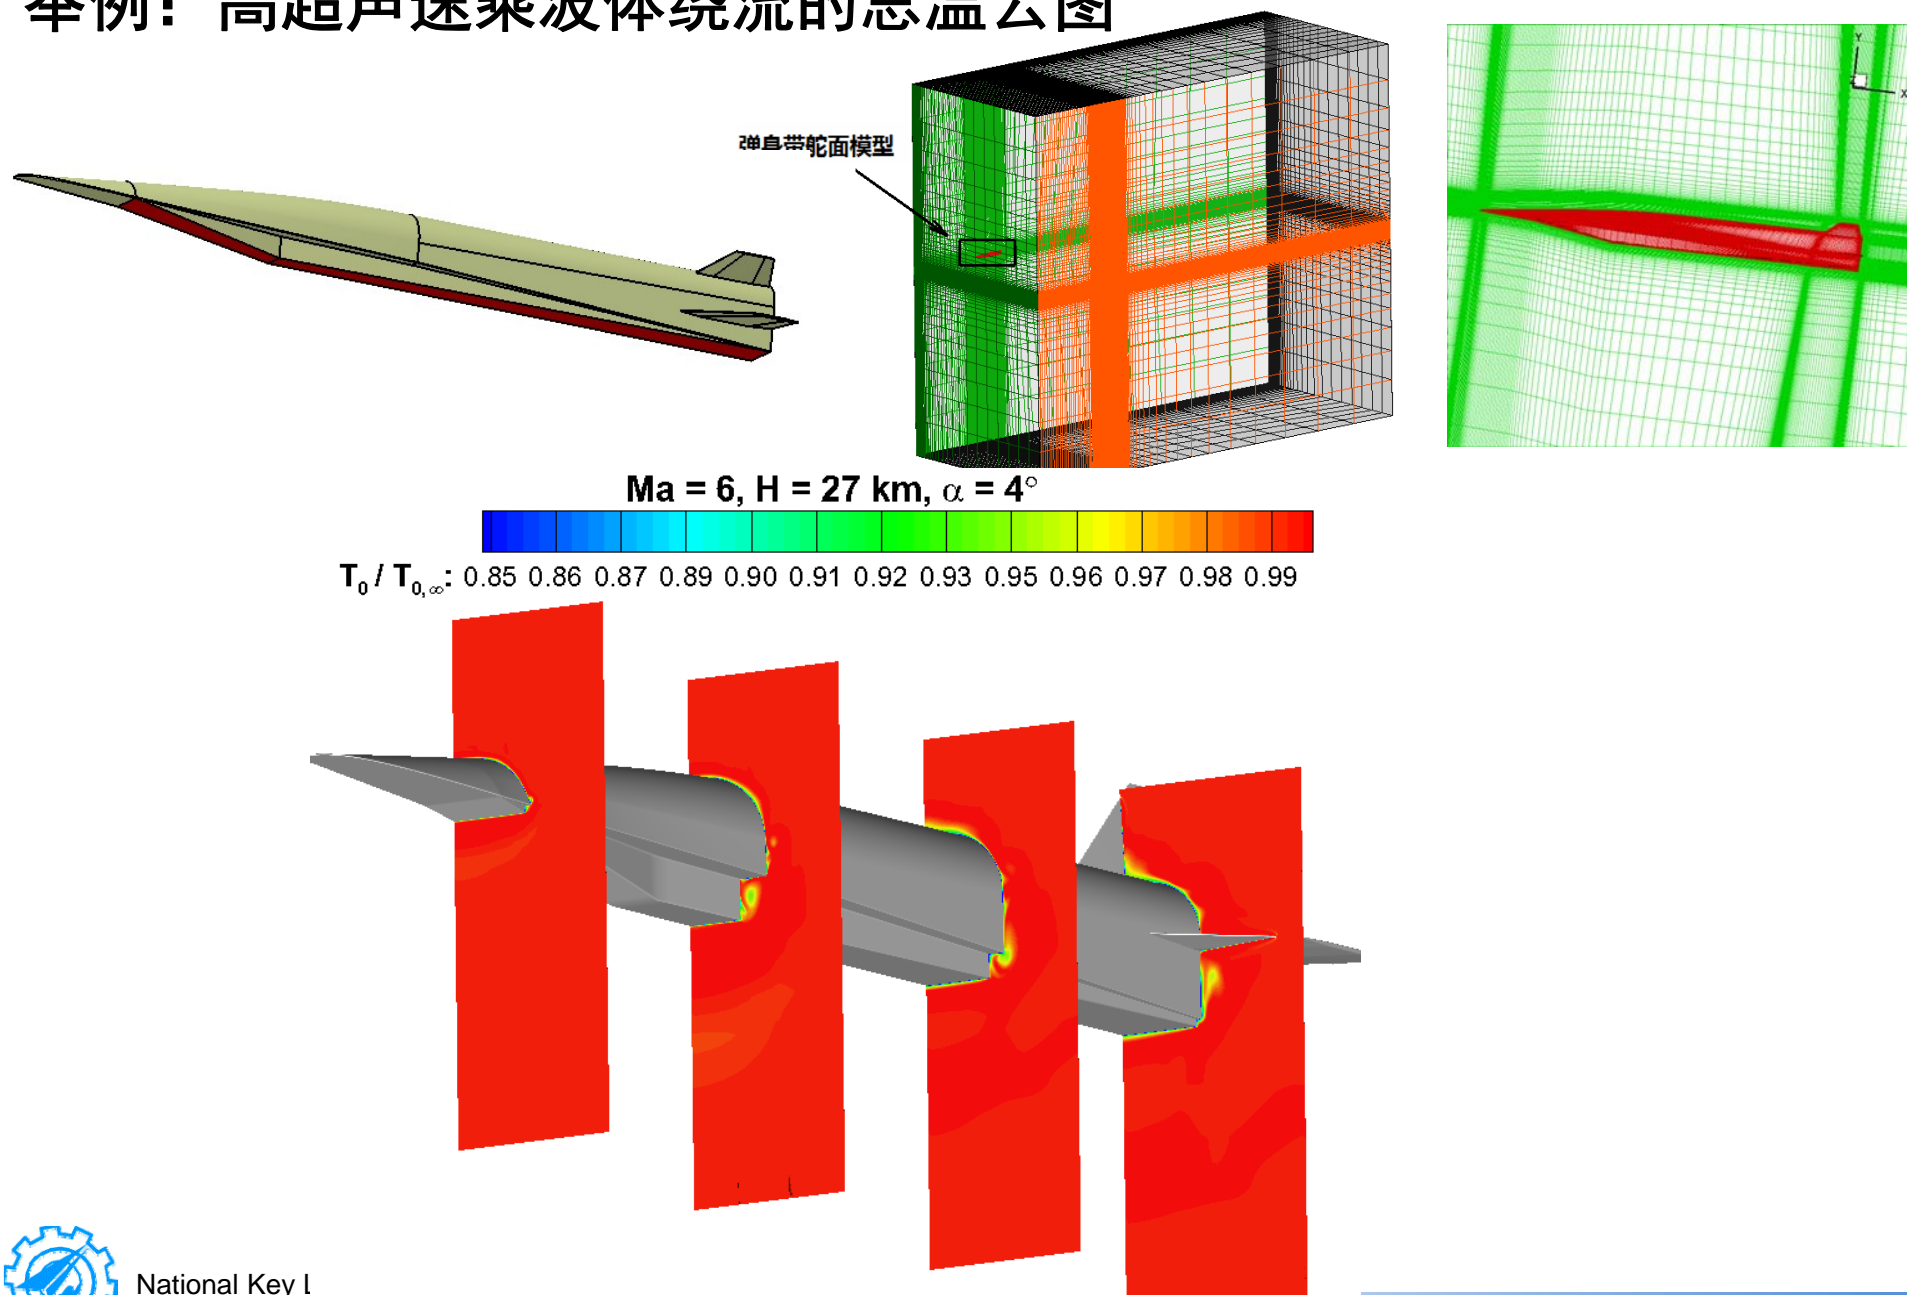 举例：高超声速乘波体绕流的总温云图
弹身带舵面模型
Y
X
Ma = 6, H = 27 km, α = 4°
T₀ / T₀,∞: 0.85 0.86 0.87 0.89 0.90 0.91 0.92 0.93 0.95 0.96 0.97 0.98 0.99
National Key L